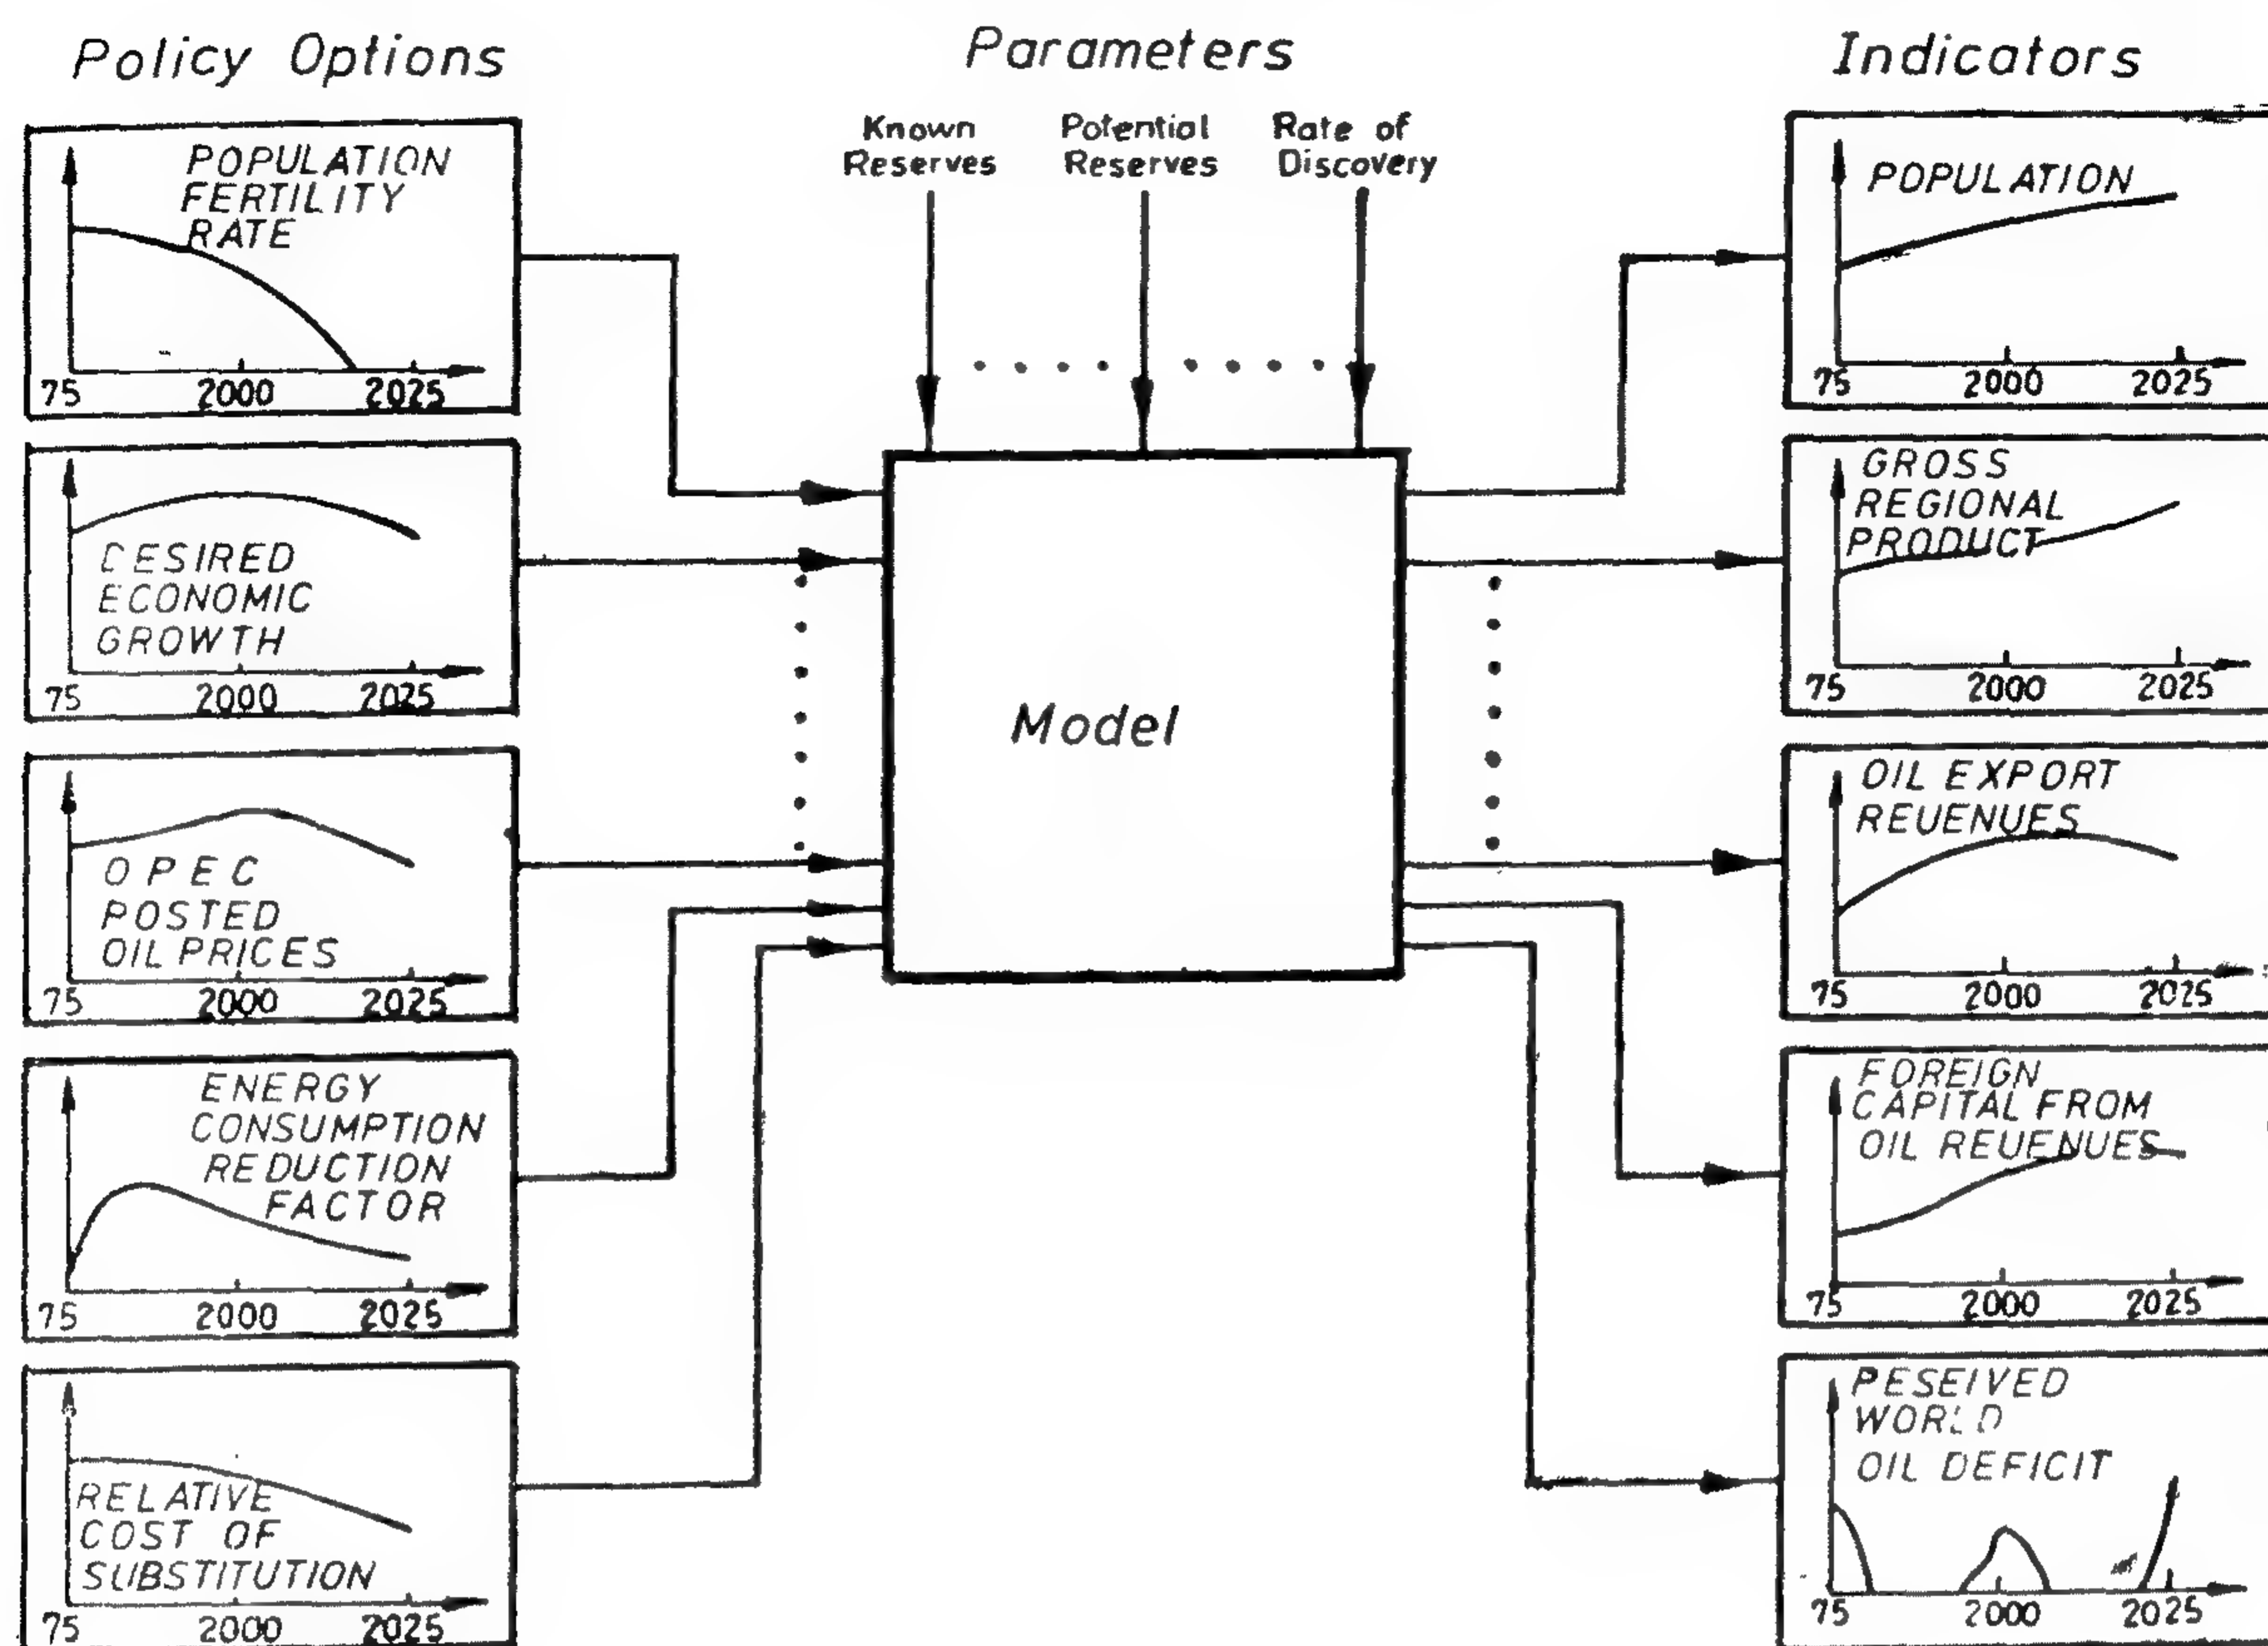 Policy Options
POPULATION
FERTILITY
RATE
75 2000 2025
DESIRED
ECONOMIC
GROWTH
75 2000 2025
OPEC
POSTED
OIL PRICES
75 2000 2025
ENERGY
CONSUMPTION
REDUCTION
FACTOR
75 2000 2025
RELATIVE
COST OF
SUBSTITUTION
75 2000 2025
Parameters
Known
Reserves
Potential
Reserves
Rate of
Discovery
Model
Indicators
POPULATION
75 2000 2025
GROSS
REGIONAL
PRODUCT
75 2000 2025
OIL EXPORT
REUENUES
75 2000 2025
FOREIGN
CAPITAL FROM
OIL REUENUES
75 2000 2025
PESEIVED
WORLD
OIL DEFICIT
75 2000 2025